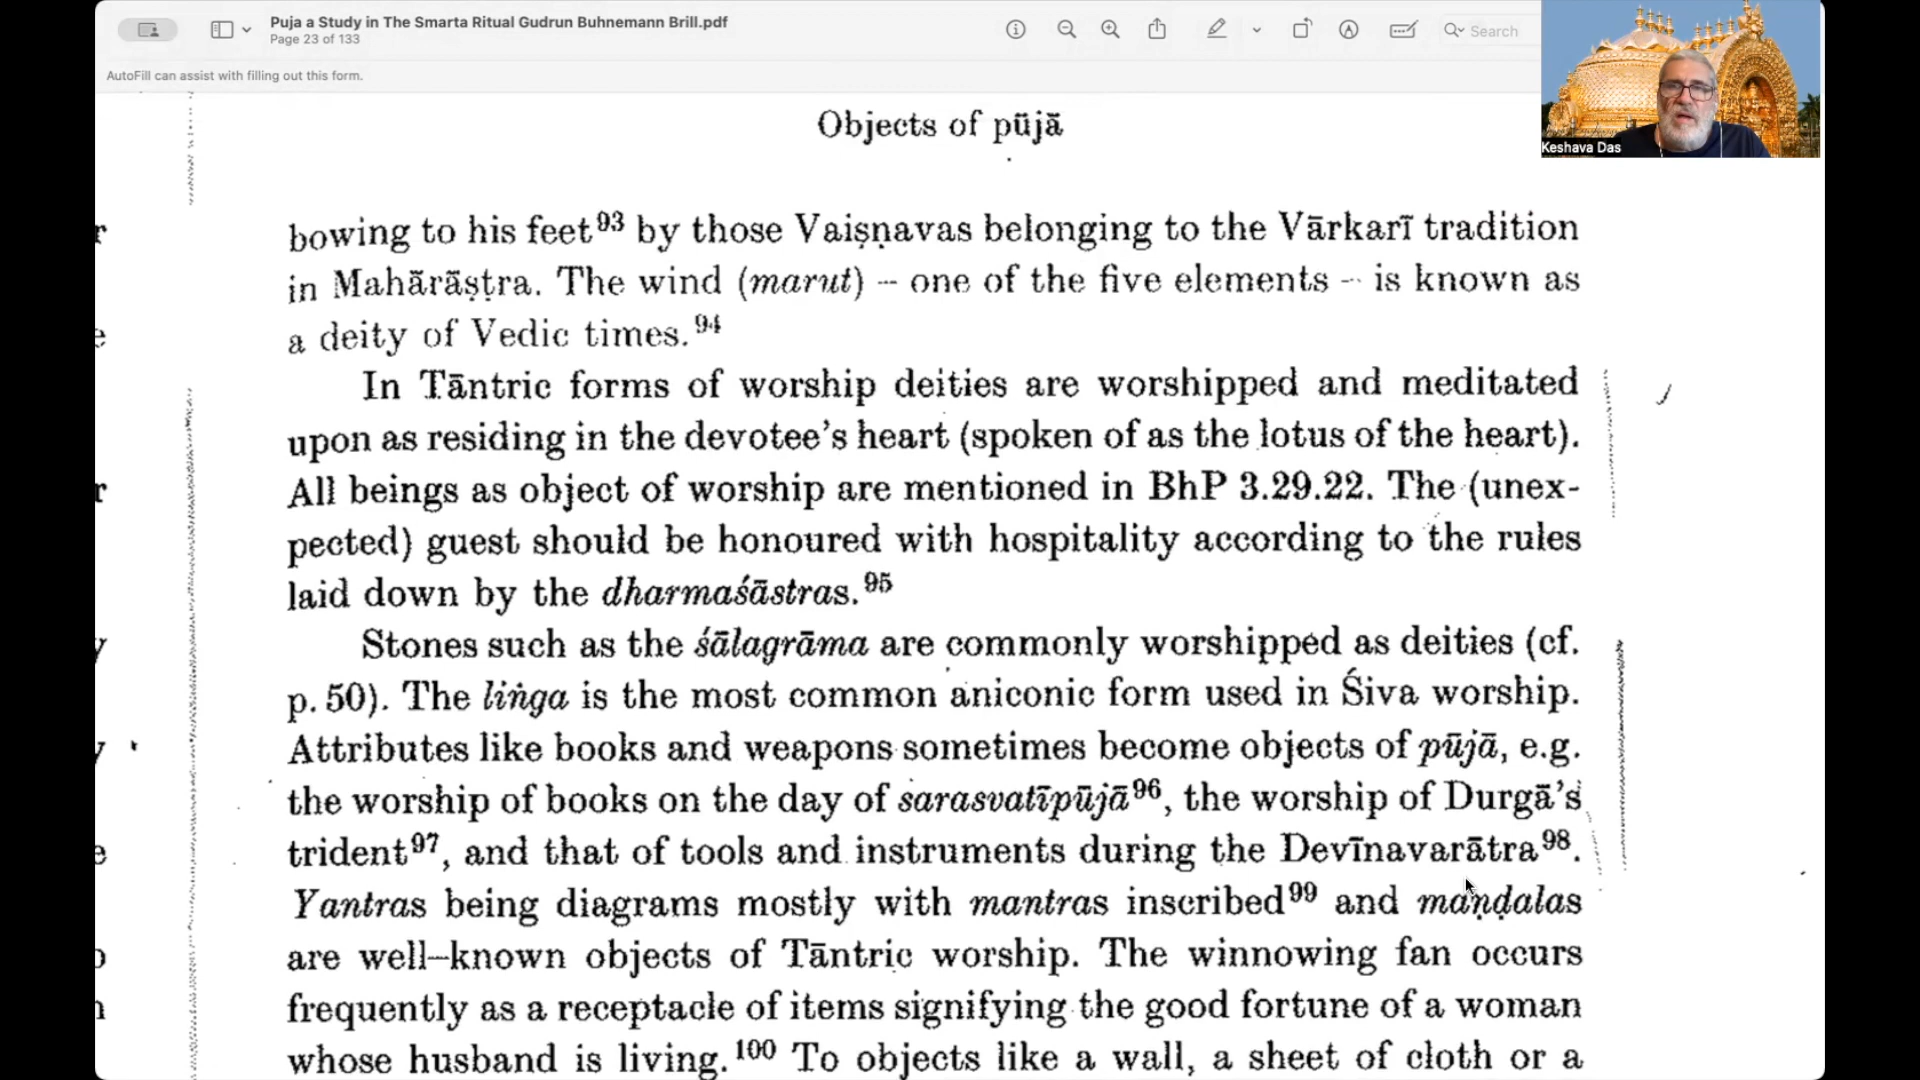 Puja a Study in The Smarta Ritual Gudrun Buhnemann Brill.pdf
Page 23 of 133
Search
AutoFill can assist with filling out this form.
Keshava Das
Objects of pūjā
bowing to his feet93 by those Vaiṣṇavas belonging to the Vārkarī tradition
in Mahārāṣṭra. The wind (marut) -- one of the five elements -- is known as
a deity of Vedic times.94
In Tāntric forms of worship deities are worshipped and meditated
upon as residing in the devotee's heart (spoken of as the lotus of the heart).
All beings as object of worship are mentioned in BhP 3.29.22. The (unex-
pected) guest should be honoured with hospitality according to the rules
laid down by the dharmaśāstras.95
Stones such as the śālagrāma are commonly worshipped as deities (cf.
p. 50). The liṅga is the most common aniconic form used in Śiva worship.
Attributes like books and weapons sometimes become objects of pūjā, e.g.
the worship of books on the day of sarasvatīpūjā96, the worship of Durgā's
trident97, and that of tools and instruments during the Devīnavarātra98.
Yantras being diagrams mostly with mantras inscribed99 and maṇḍalas
are well-known objects of Tāntric worship. The winnowing fan occurs
frequently as a receptacle of items signifying the good fortune of a woman
whose husband is living.100 To objects like a wall, a sheet of cloth or a